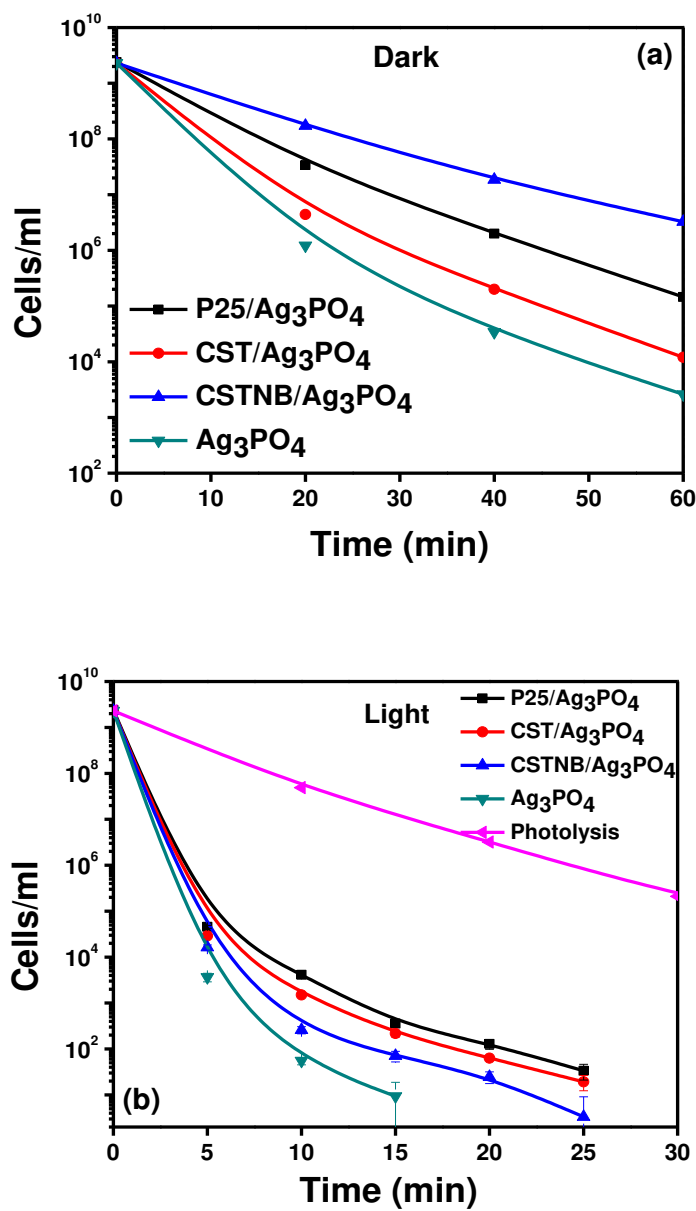 (a)
Dark
10^10
10^8
10^6
10^4
10^2
Cells/ml
P25/Ag₃PO₄
CST/Ag₃PO₄
CSTNB/Ag₃PO₄
Ag₃PO₄
0 10 20 30 40 50 60
Time (min)
Light
10^10
10^8
10^6
10^4
10^2
Cells/ml
P25/Ag₃PO₄
CST/Ag₃PO₄
CSTNB/Ag₃PO₄
Ag₃PO₄
Photolysis
(b)
0 5 10 15 20 25 30
Time (min)